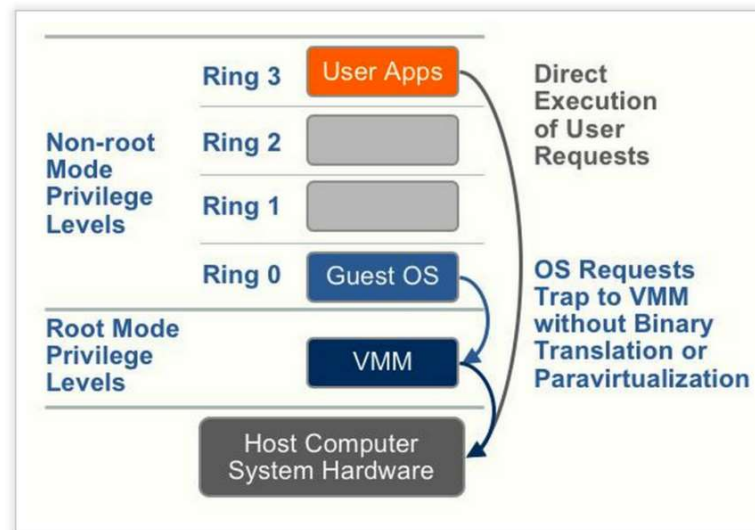 Ring 3
User Apps
Direct
Execution
of User
Requests
Non-root
Mode
Privilege
Levels
Ring 2
Ring 1
Ring 0
Guest OS
OS Requests
Trap to VMM
without Binary
Translation or
Paravirtualization
Root Mode
Privilege
Levels
VMM
Host Computer
System Hardware